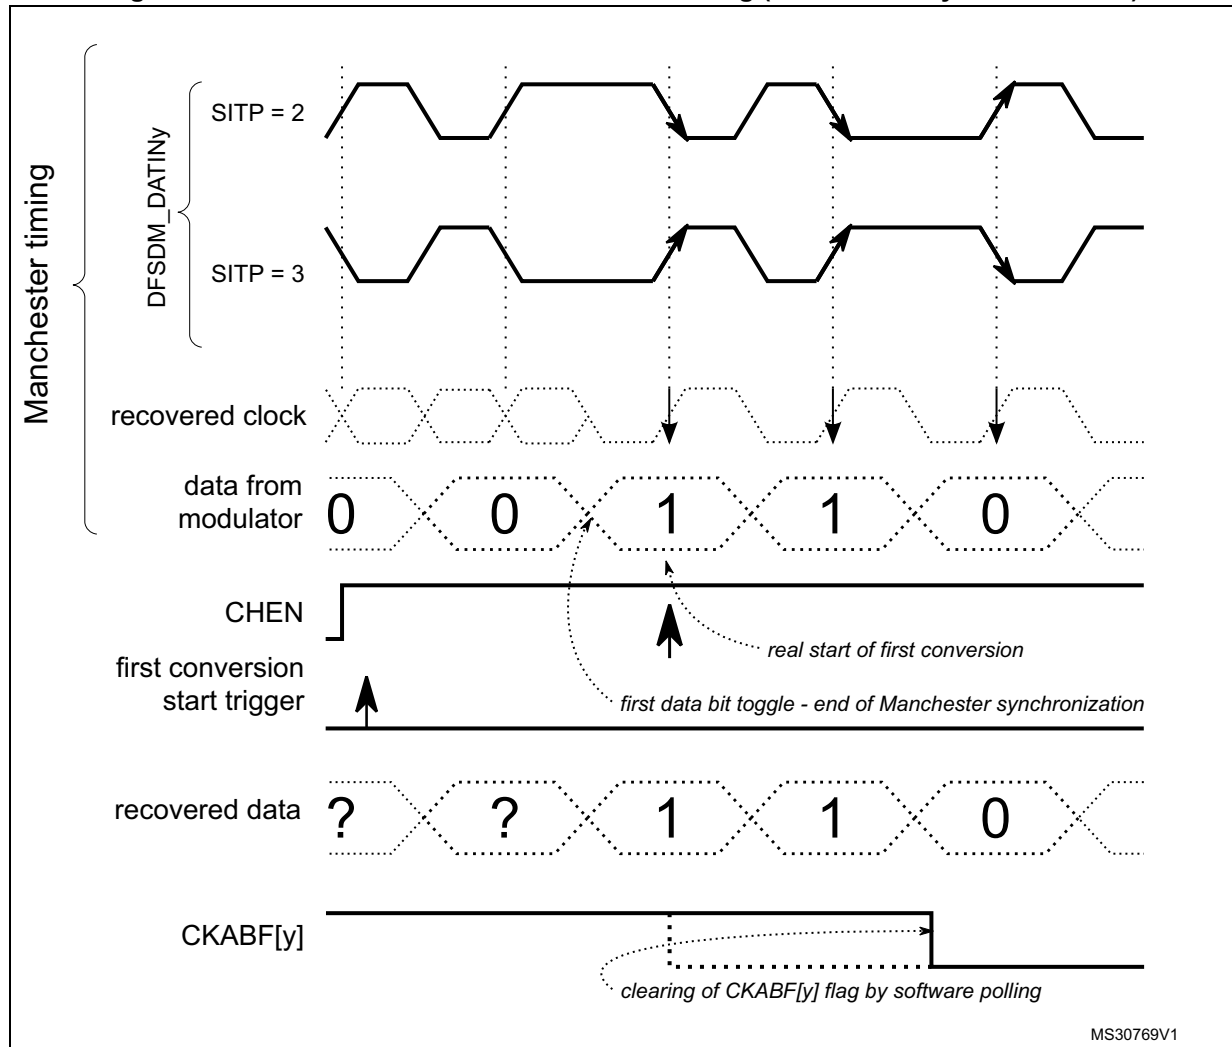 Manchester timing
DFSDM_DATINy
SITP = 2
SITP = 3
recovered clock
data from
modulator
0 0 1 1 0
CHEN
real start of first conversion
first conversion
start trigger
first data bit toggle - end of Manchester synchronization
recovered data
? ? 1 1 0
CKABF[y]
clearing of CKABF[y] flag by software polling
MS30769V1